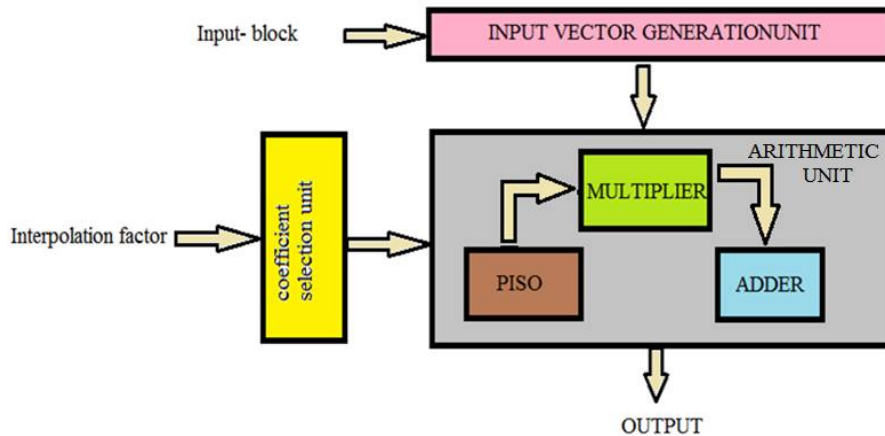 Input- block
INPUT VECTOR GENERATIONUNIT
ARITHMETIC
UNIT
MULTIPLIER
Interpolation factor
coefficient
selection unit
PISO
ADDER
OUTPUT